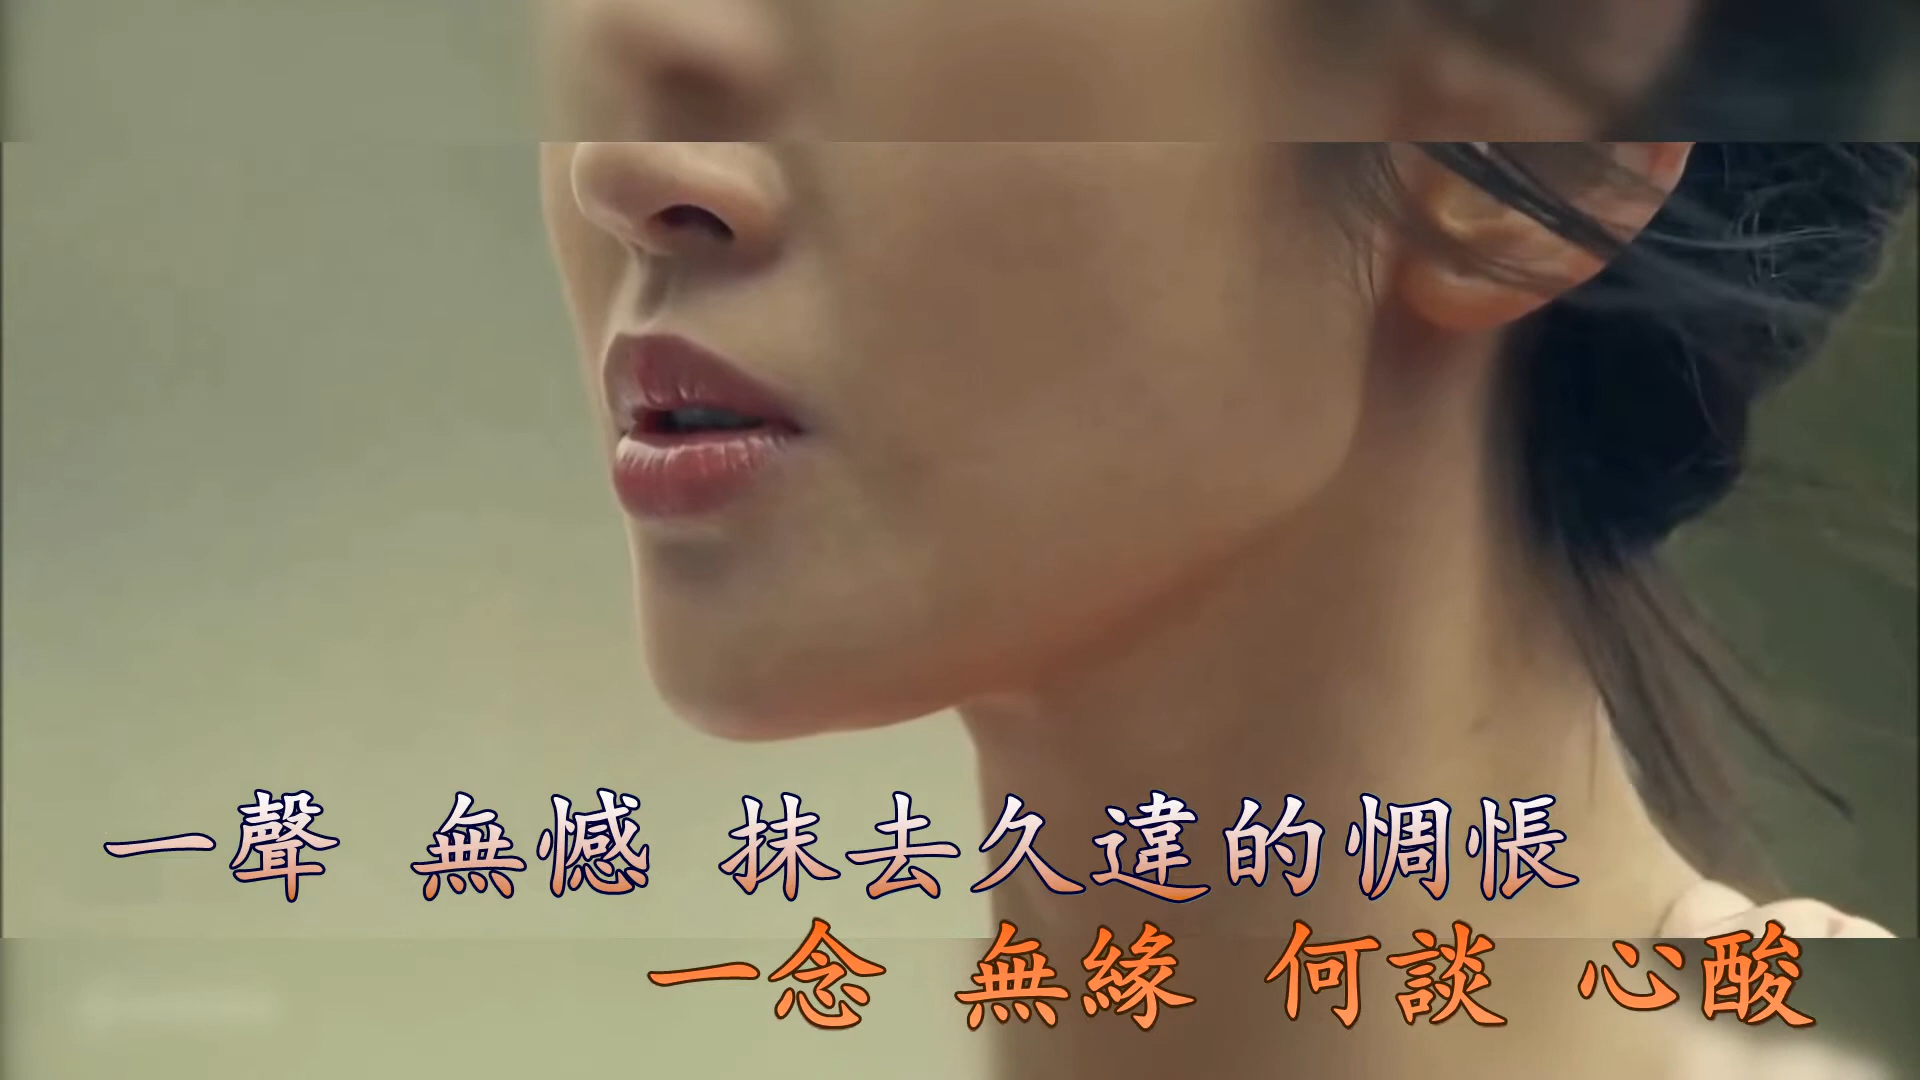 一聲 無憾 抹去久違的惆悵
一念 無緣 何談 心酸